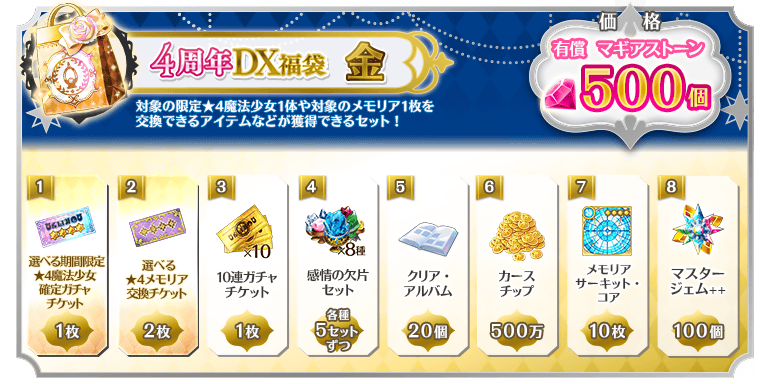 4周年DX福袋 金
対象の限定★4魔法少女1体や対象のメモリア1枚を
交換できるアイテムなどが獲得できるセット！
価格
有償 マギアストーン
500個
1
選べる期間限定
★4魔法少女
確定ガチャ
チケット
1枚
2
選べる
★4メモリア
交換チケット
2枚
3
×10
10連ガチャ
チケット
1枚
4
×8種
感情の欠片
セット
各種
5セット
ずつ
5
クリア・
アルバム
20個
6
カース
チップ
500万
7
メモリア
サーキット・
コア
10枚
8
マスター
ジェム++
100個